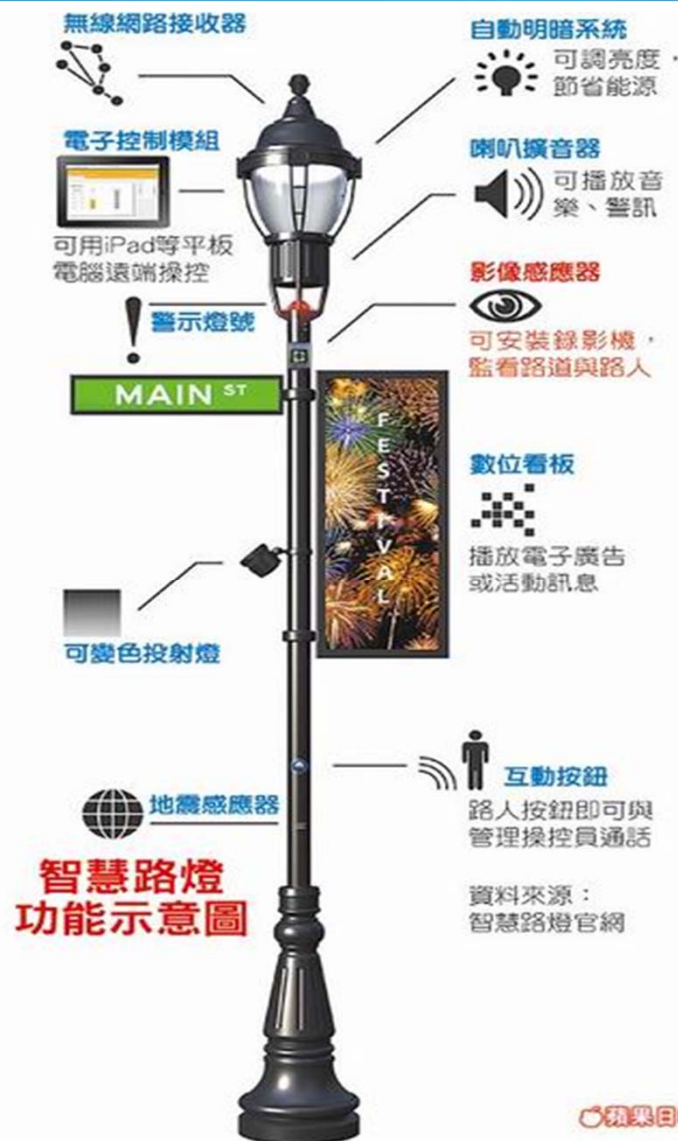 無線網路接收器
自動明暗系統
可調亮度，
節省能源
電子控制模組
可用iPad等平板
電腦遠端操控
喇叭擴音器
可播放音
樂、警訊
影像感應器
可安裝錄影機，
監看路道與路人
警示燈號
MAIN ST
FESTIVAL
數位看板
播放電子廣告
或活動訊息
可變色投射燈
互動按鈕
路人按鈕即可與
管理操控員通話
地震感應器
智慧路燈
功能示意圖
資料來源：
智慧路燈官網
蘋果日